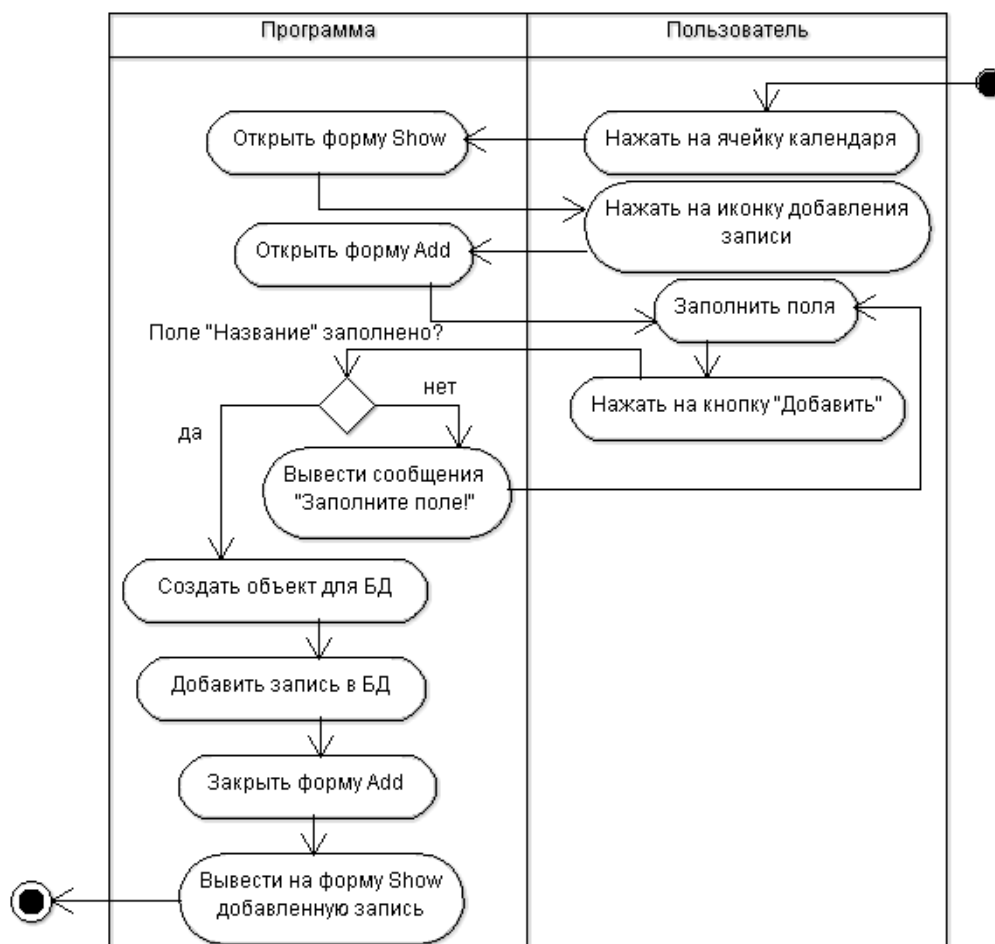 Программа
Пользователь
Нажать на ячейку календаря
Открыть форму Show
Нажать на иконку добавления
записи
Открыть форму Add
Заполнить поля
Нажать на кнопку "Добавить"
Поле "Название" заполнено?
нет
да
Вывести сообщения
"Заполните поле!"
Создать объект для БД
Добавить запись в БД
Закрыть форму Add
Вывести на форму Show
добавленную запись